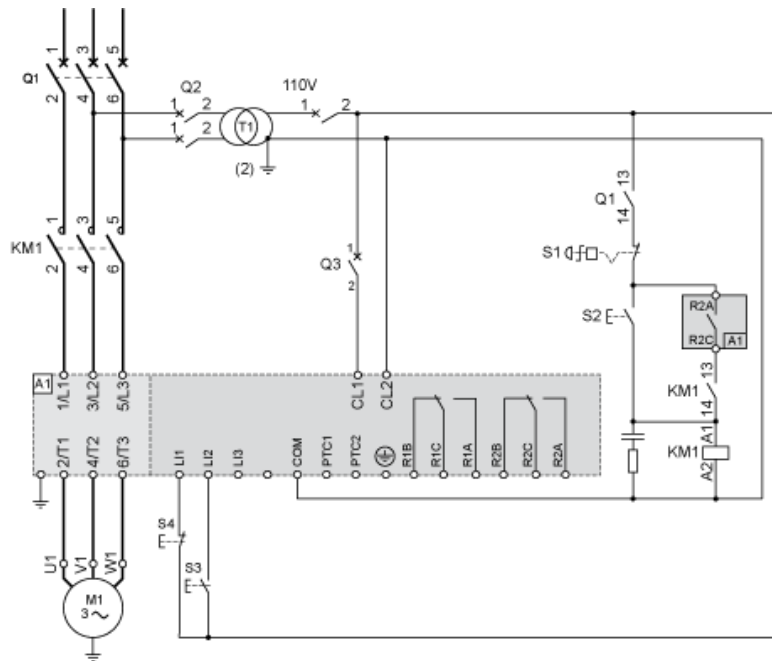 1 3 5
Q1
2 4 6
Q2
1 2
1 2
T1
(2)
110V
1 2
13
Q1
14
1 3 5
KM1
2 4 6
1
Q3
2
S1
S2
R2A
R2C A1
13
KM1
14
A1
KM1
A2
A1
1/L1 3/L2 5/L3
CL1 CL2
2/T1 4/T2 6/T3
LI1 LI2 LI3 COM PTC1 PTC2 R1B R1C R1A R2B R2C R2A
S4
S3
U1 V1 W1
M1
3 ~